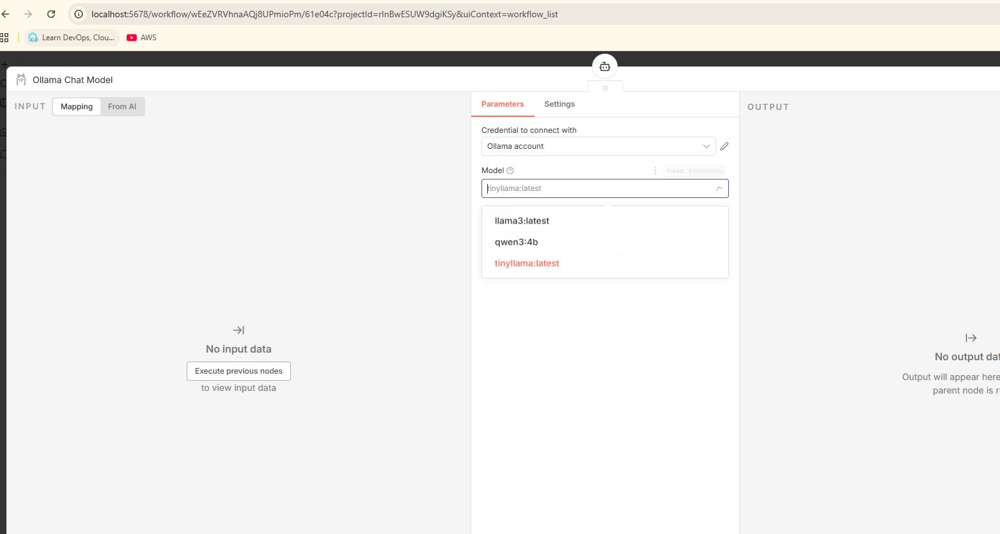 localhost:5678/workflow/wEeZVRVhnaAQj8UPmioPm/61e04c?projectId=rlnBwESUW9dgiKSy&uiContext=workflow_list
Learn DevOps, Clou...
AWS
Ollama Chat Model
INPUT
Mapping
From AI
Parameters
Settings
OUTPUT
Credential to connect with
Ollama account
Model
Fixed
Expression
tinyllama:latest
llama3:latest
qwen3:4b
tinyllama:latest
No input data
Execute previous nodes
to view input data
No output dat
Output will appear here
parent node is r